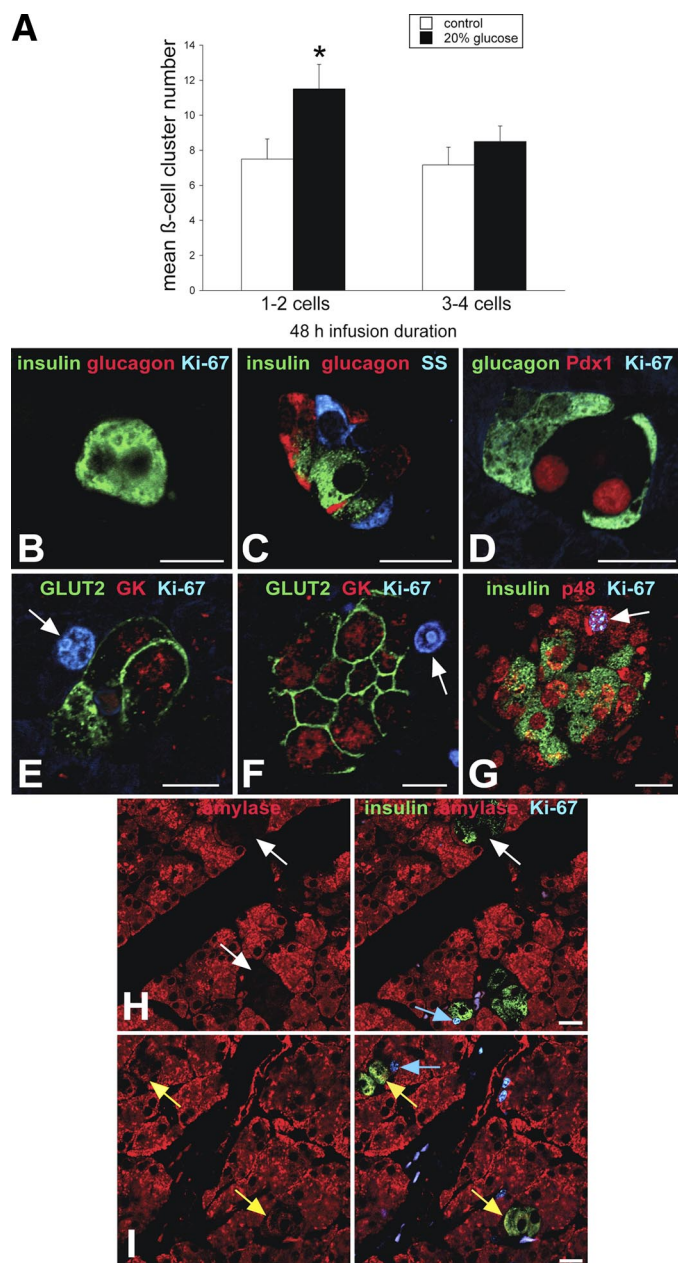 A
control
20% glucose
mean ß-cell cluster number
14
12
10
8
6
4
2
0
*
1-2 cells
3-4 cells
48 h infusion duration
insulin glucagon Ki-67
B
insulin glucagon SS
C
glucagon Pdx1 Ki-67
D
GLUT2 GK Ki-67
E
GLUT2 GK Ki-67
F
insulin p48 Ki-67
G
amylase
H
insulin amylase Ki-67
I